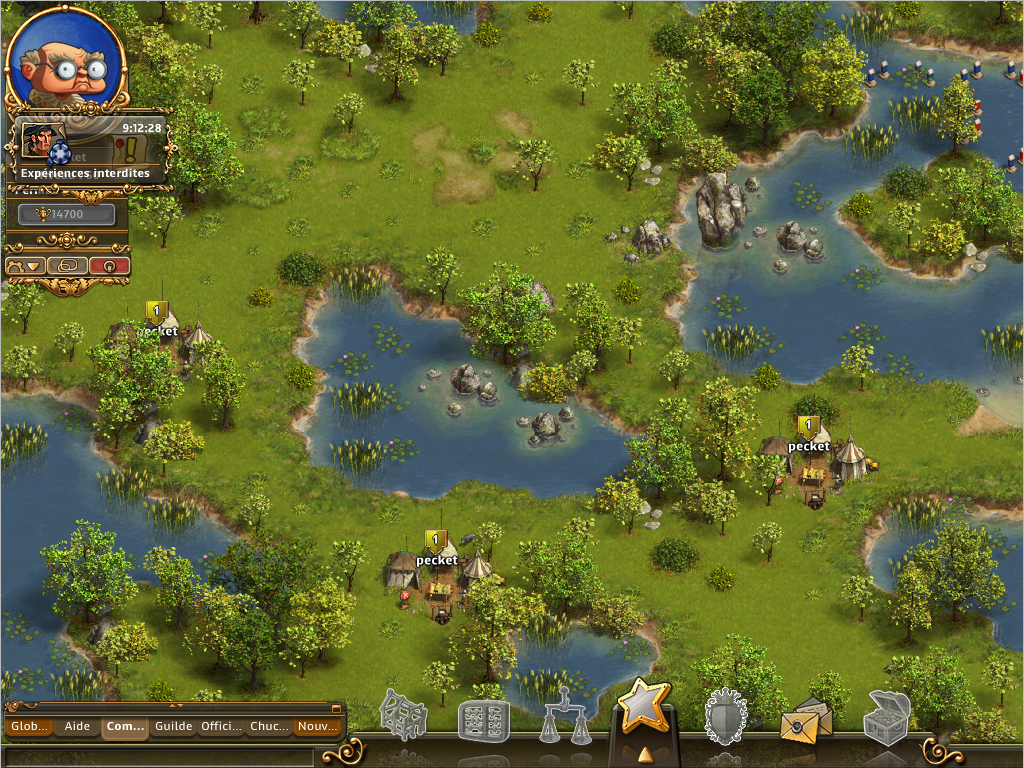 9:12:28
Expériences interdites
14700
1
pecket
1
pecket
1
pecket
Glob... Aide Com... Guilde Offici... Chuc... Nouv...